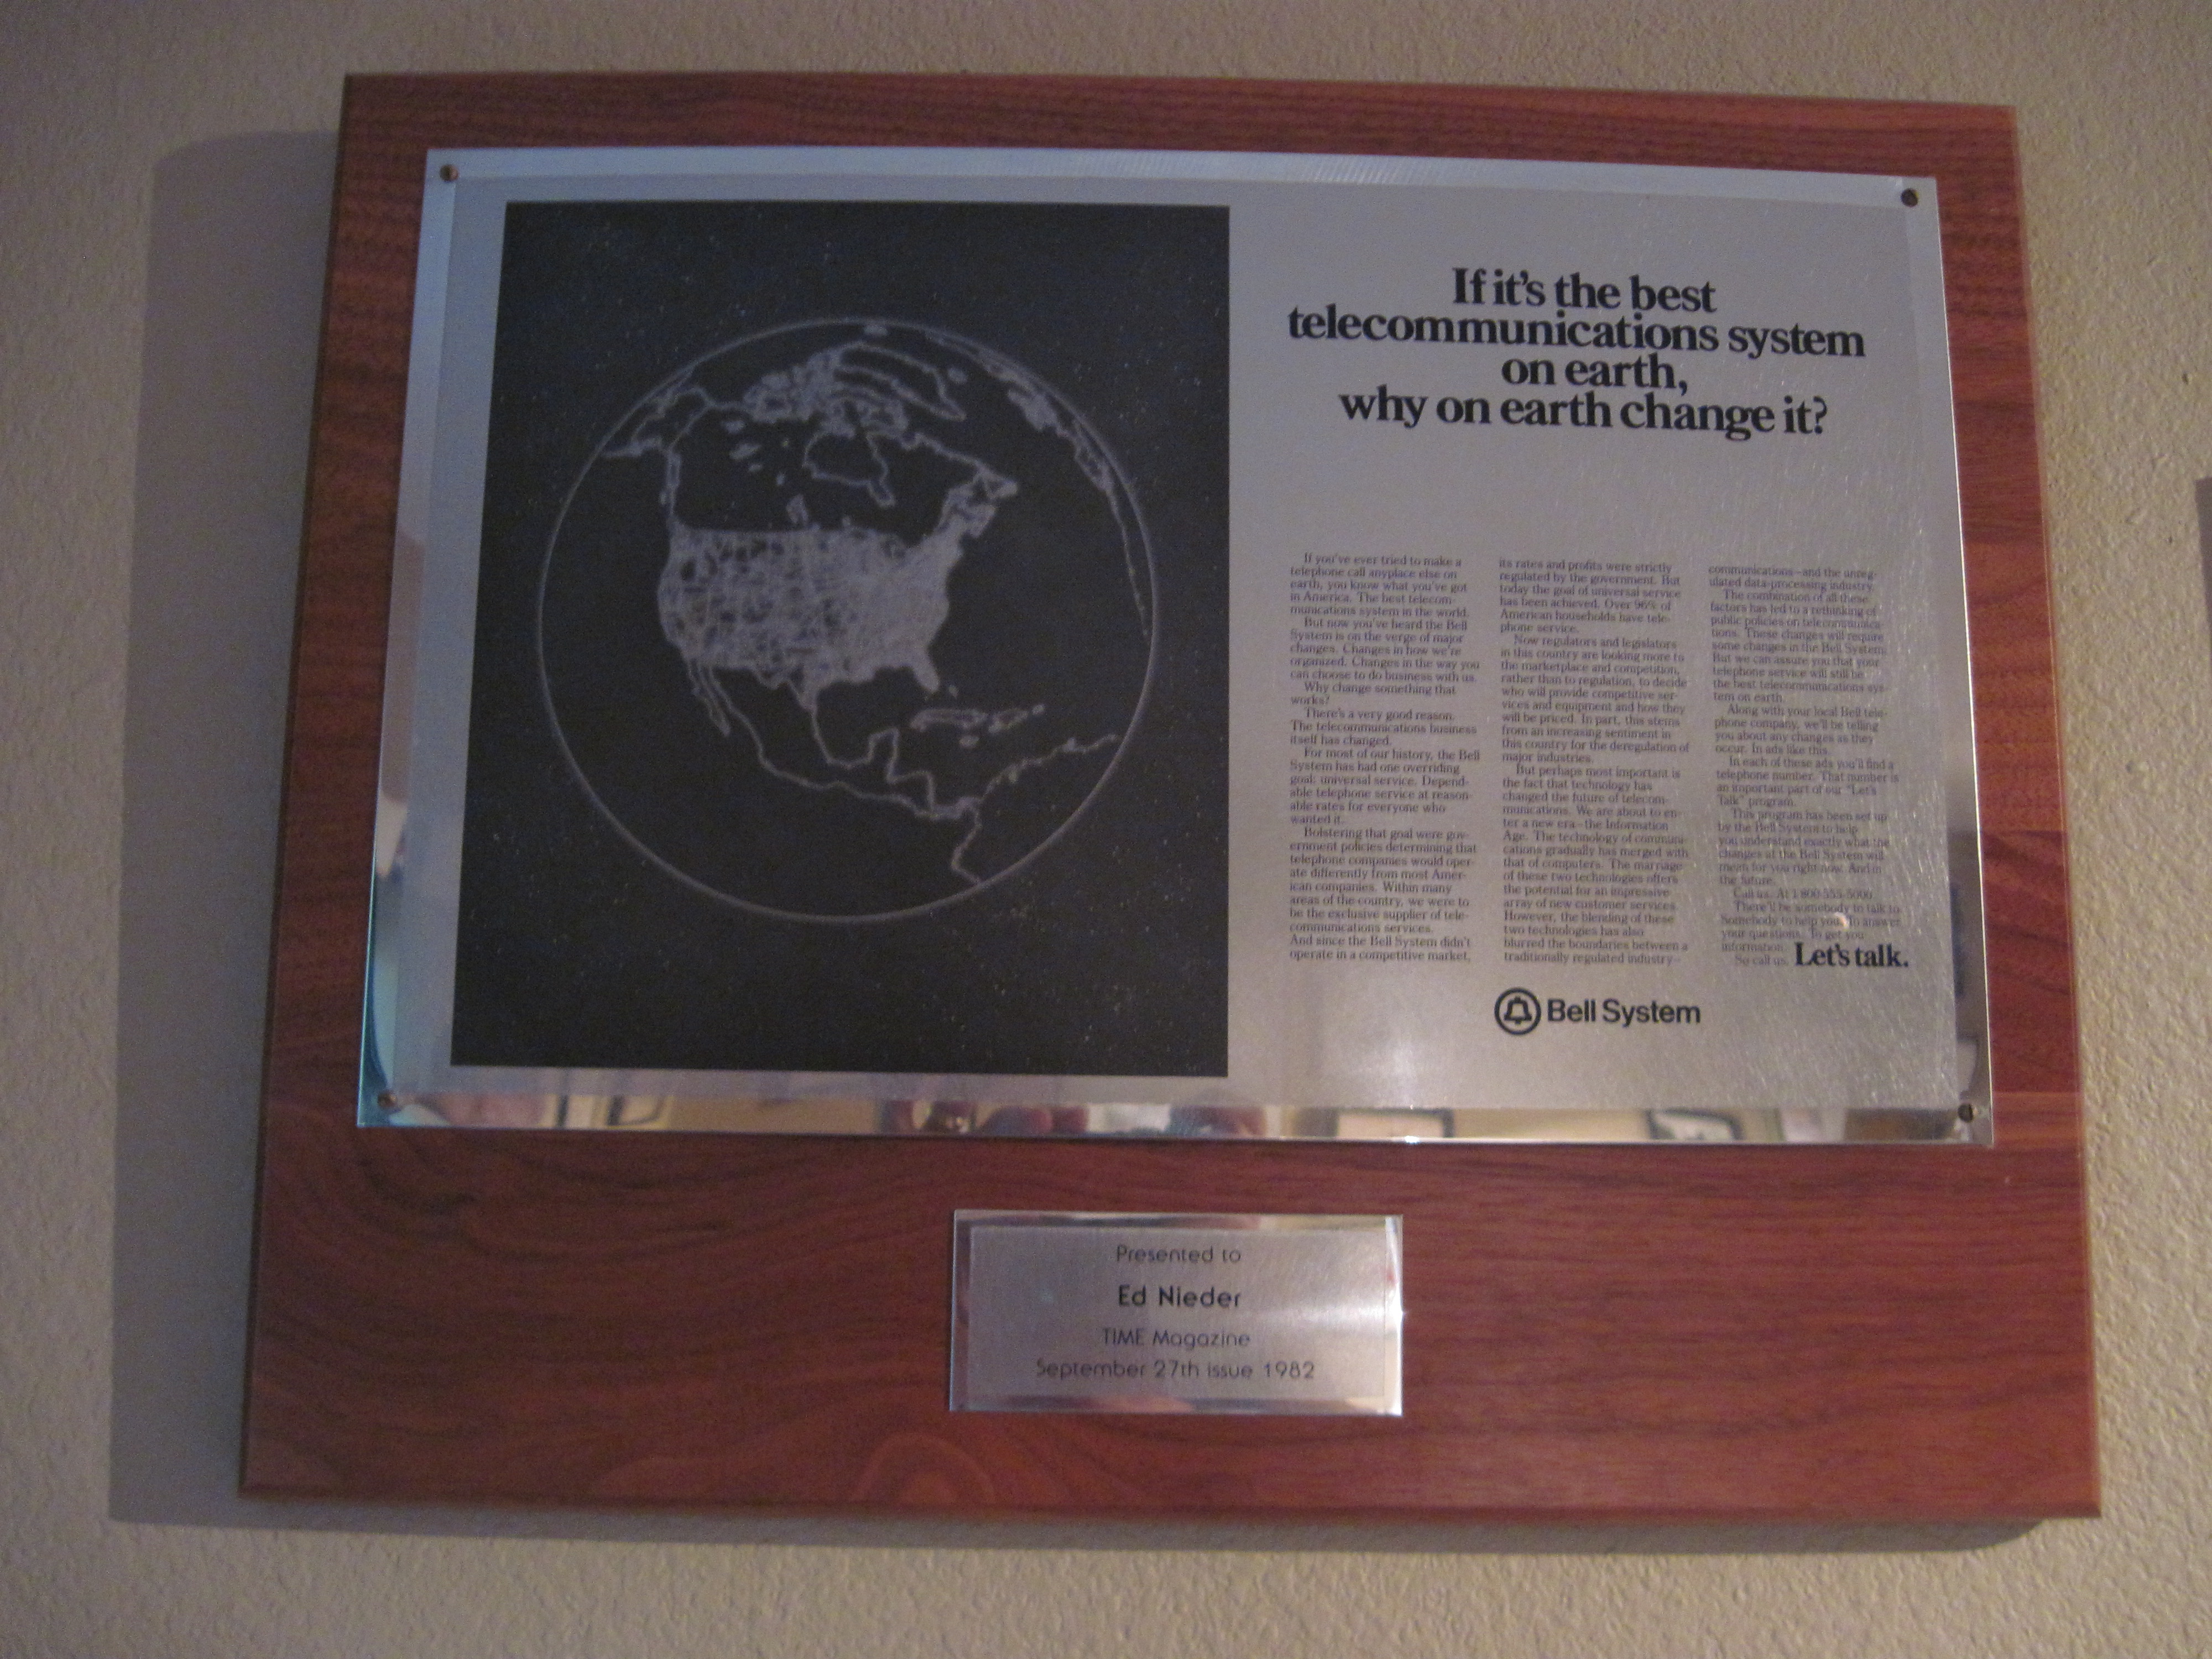 If it's the best
telecommunications system
on earth,
why on earth change it?
If you've ever tried to make a
telephone call anyplace else on
earth, you know what you've got
in America. The best telecom-
munications system in the world.
But now you've heard the Bell
System is on the verge of major
changes. Changes in how we're
organized. Changes in the way you
can choose to do business with us.
Why change something that
works?
There's a very good reason.
The telecommunications business
itself has changed.
For most of our history, the Bell
System has had one overriding
goal: universal service. Depend-
able telephone service at reason-
able rates for everyone who
wanted it.
Bolstering that goal were gov-
ernment policies determining that
telephone companies would oper-
ate differently from most Amer-
ican companies. Within many
areas of the country, we were to
be the exclusive supplier of tele-
communications services.
And since the Bell System didn't
operate in a competitive market,
its rates and profits were strictly
regulated by the government. But
today the goal of universal service
has been achieved. Over 96% of
American households have tele-
phone service.
Now regulators and legislators
in this country are looking more to
the marketplace and competition,
rather than to regulation, to decide
who will provide competitive ser-
vices and equipment and how they
will be priced. In part, this stems
from an increasing sentiment in
this country for the deregulation of
major industries.
But perhaps most important is
the fact that technology has
changed the future of telecom-
munications. We are about to en-
ter a new era—the Information
Age. The technology of communi-
cations gradually has merged with
that of computers. The marriage
of these two technologies offers
the potential for an impressive
array of new customer services.
However, the blending of these
two technologies has also
blurred the boundaries between a
traditionally regulated industry—
communications—and the unreg-
ulated data-processing industry.
The combination of all these
factors has led to a rethinking of
public policies on telecommunica-
tions. These changes will require
some changes in the Bell System.
But we can assure you that your
telephone service will still be
the best telecommunications sys-
tem on earth.
Along with your local Bell tele-
phone company, we'll be telling
you about any changes as they
occur. In ads like this.
In each of these ads you'll find a
telephone number. That number is
an important part of our "Let's
Talk" program.
This program has been set up
by the Bell System to help
you understand exactly what the
changes at the Bell System will
mean for you right now. And in
the future.
Call us. At 1 800-555-5000.
There'll be somebody to talk to.
Somebody to help you. To answer
your questions. To get you
information.
So call us. Let's talk.
Bell System
Presented to
Ed Nieder
TIME Magazine
September 27th issue 1982